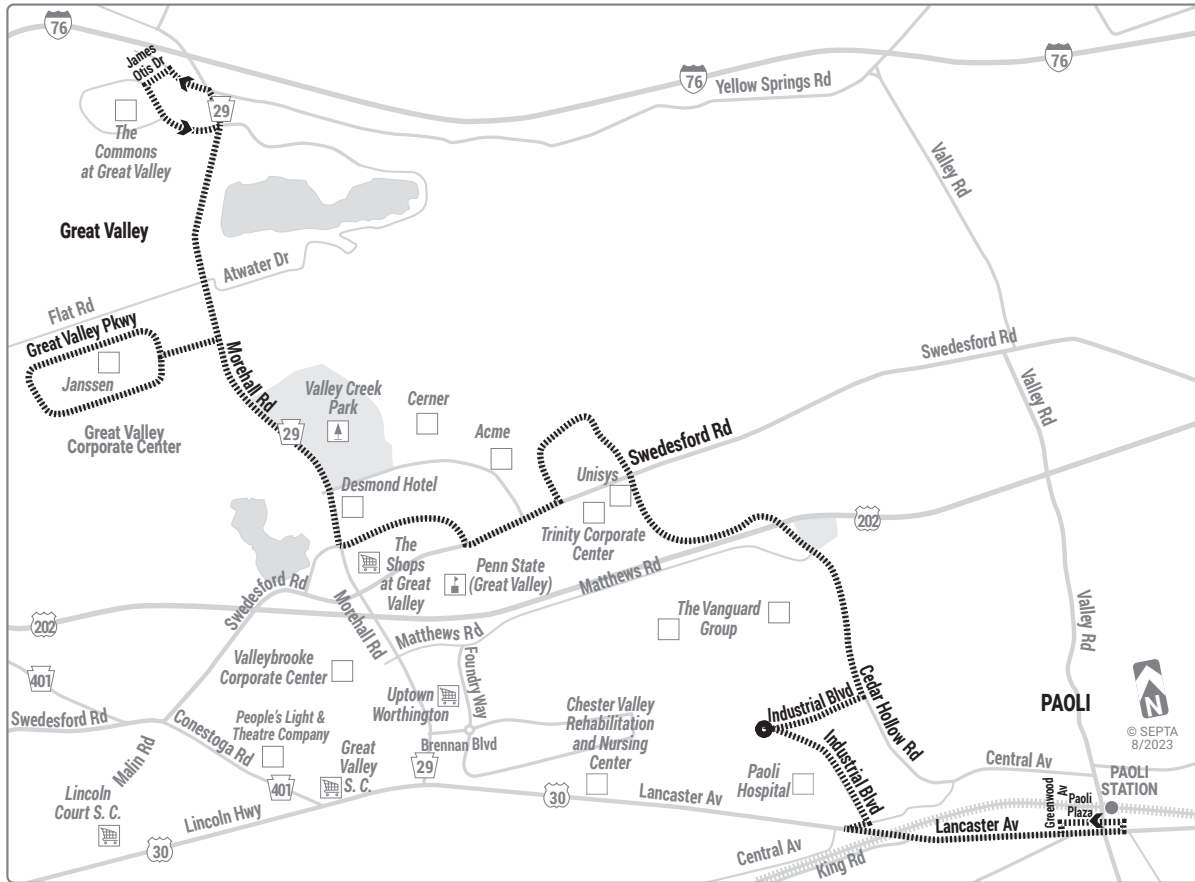 76
James
Otis Dr
76
76
Yellow Springs Rd
29
The
Commons
at Great Valley
Valley Rd
Great Valley
Atwater Dr
Flat Rd
Great Valley Pkwy
Janssen
Morehall Rd
Swedesford Rd
Valley Rd
Valley Creek
Park
Cerner
29
Acme
Great Valley
Corporate Center
Swedesford Rd
Unisys
Desmond Hotel
202
Trinity Corporate
Center
The
Shops
at Great
Valley
Penn State
(Great Valley)
Matthews Rd
Swedesford Rd
202
Morehall Rd
Matthews Rd
The Vanguard
Group
Valley Rd
401
Valleybrooke
Corporate Center
Foundry Way
Uptown
Worthington
Industrial Blvd
Cedar Hollow Rd
PAOLI
N
© SEPTA
8/2023
Swedesford Rd
Conestoga Rd
People's Light &
Theatre Company
Chester Valley
Rehabilitation
and Nursing
Center
Brennan Blvd
Malin Rd
Great
Valley
S. C.
29
Industrial Blvd
Paoli
Hospital
Central Av
PAOLI
STATION
401
30
Lancaster Av
Greenwood
Av
Paoli
Plaza
Lincoln
Court S. C.
Lincoln Hwy
Lancaster Av
30
Central Av
King Rd